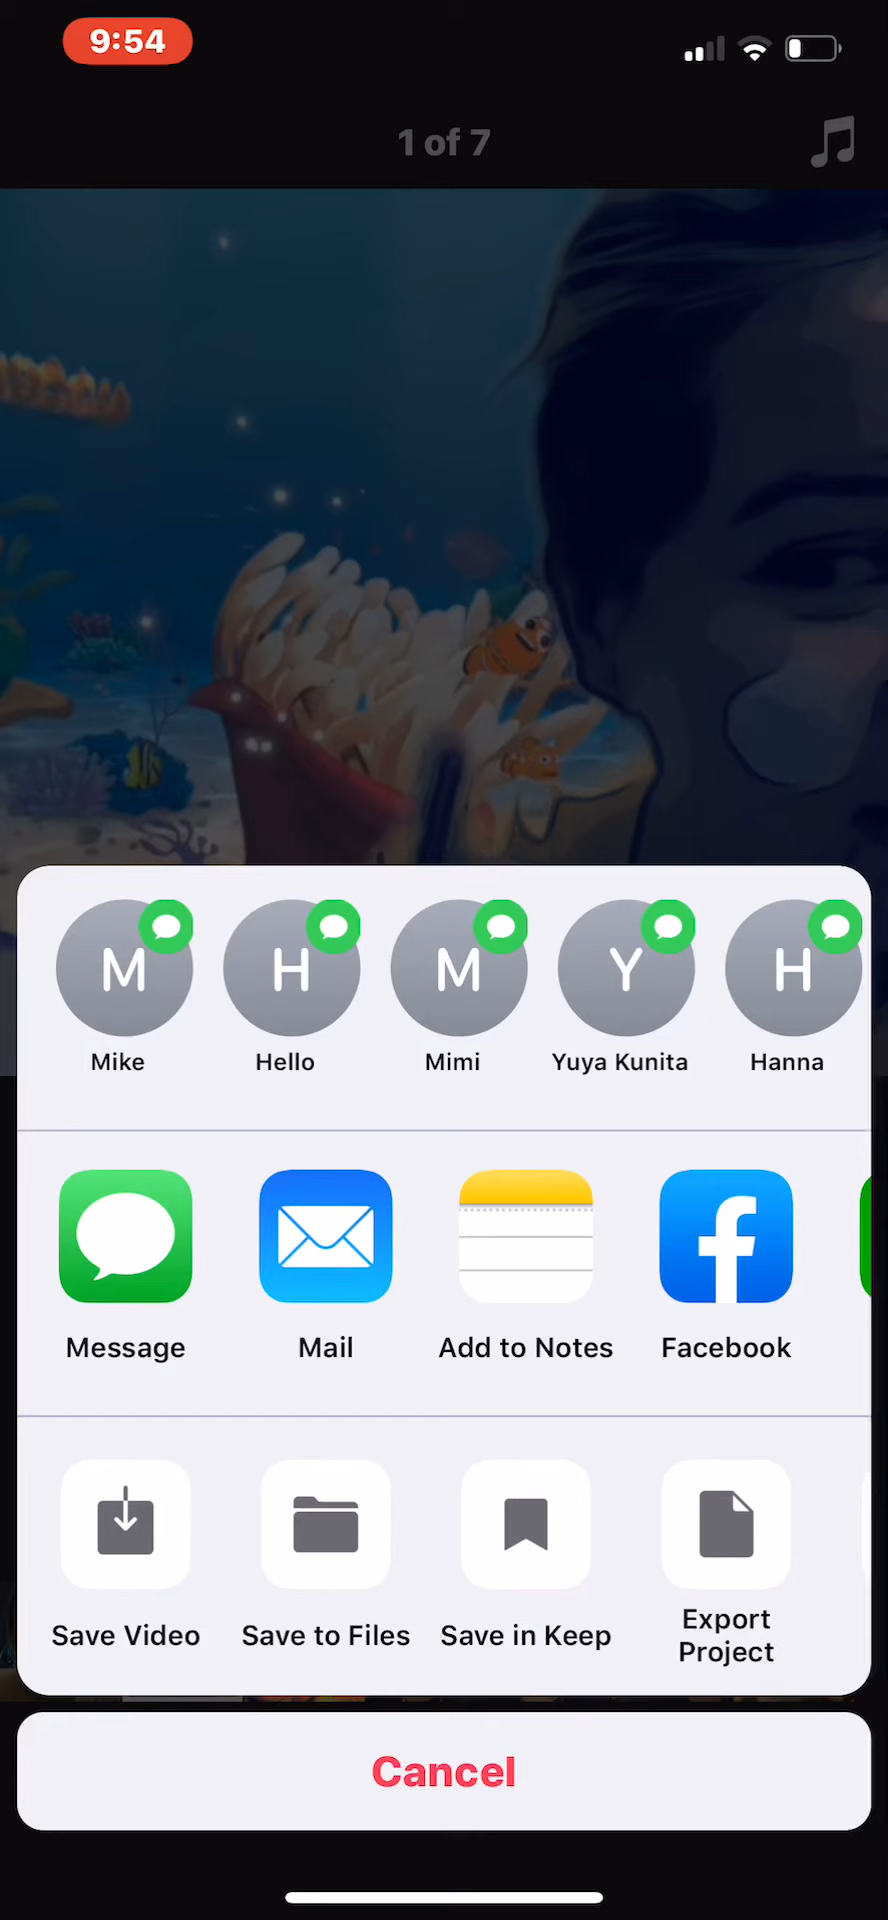 9:54
1 of 7
M H M Y H
Mike Hello Mimi Yuya Kunita Hanna
Message Mail Add to Notes Facebook
Save Video Save to Files Save in Keep Export Project
Cancel